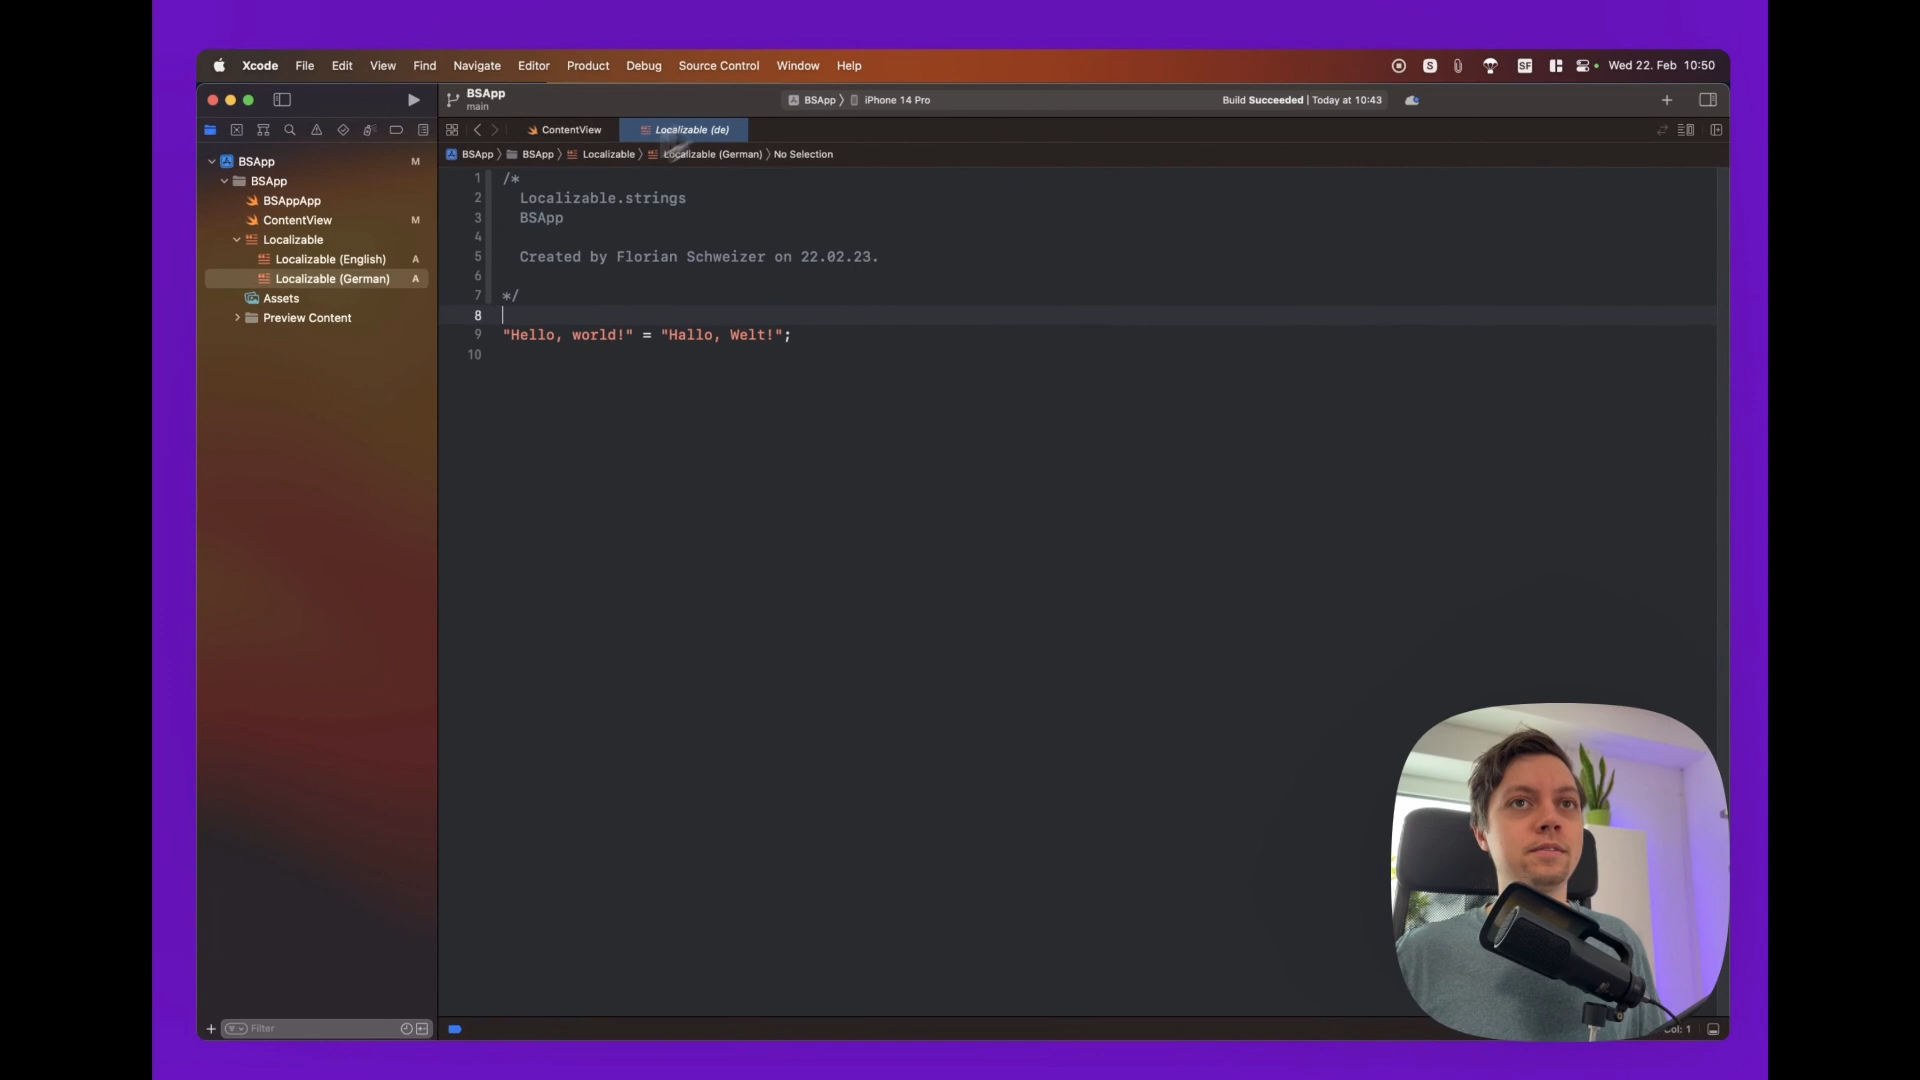 Xcode File Edit View Find Navigate Editor Product Debug Source Control Window Help
S SF Wed 22. Feb 10:50
BSApp
main
BSApp 〉 iPhone 14 Pro
Build Succeeded | Today at 10:43
ContentView
Localizable (de)
BSApp 〉 BSApp 〉 Localizable 〉 Localizable (German) 〉 No Selection
BSApp M
BSApp
BSAppApp
ContentView M
Localizable
Localizable (English) A
Localizable (German) A
Assets
Preview Content
1 /*
2 Localizable.strings
3 BSApp
4
5 Created by Florian Schweizer on 22.02.23.
6
7 */
8
9 "Hello, world!" = "Hallo, Welt!";
10
Filter
Col: 1